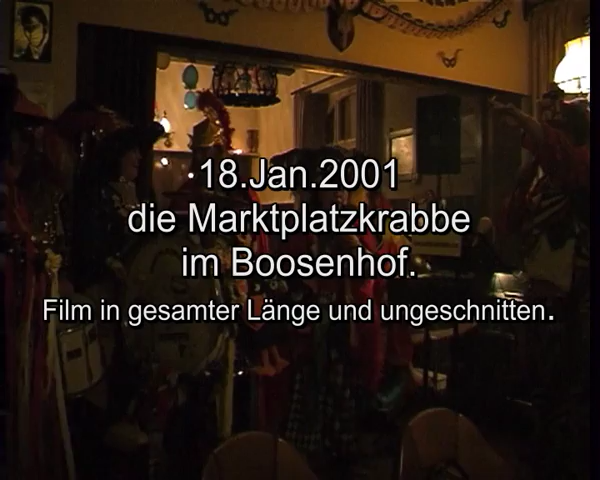 18.Jan.2001
die Marktplatzkrabbe
im Boosenhof.
Film in gesamter Länge und ungeschnitten.